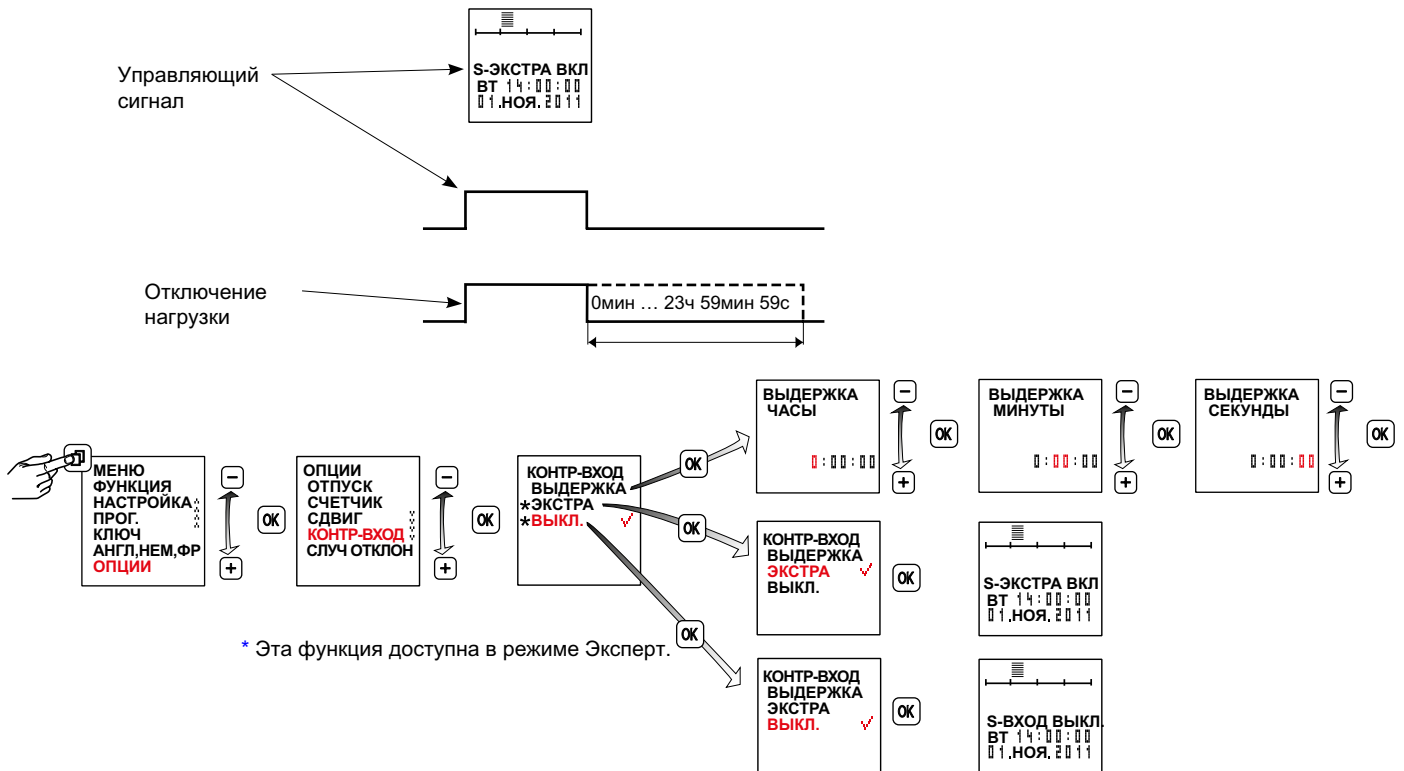 S-ЭКСТРА ВКЛ
ВТ 14:00:00
01.НОЯ.2011
Управляющий
сигнал
Отключение
нагрузки
0мин … 23ч 59мин 59с
МЕНЮ
ФУНКЦИЯ
НАСТРОЙКА
ПРОГ.
КЛЮЧ
АНГЛ,НЕМ,ФР
ОПЦИИ
−
+
OK
ОПЦИИ
ОТПУСК
СЧЕТЧИК
СДВИГ
КОНТР-ВХОД
СЛУЧ ОТКЛОН
−
+
OK
КОНТР-ВХОД
ВЫДЕРЖКА
*ЭКСТРА
*ВЫКЛ. ✓
OK
OK
OK
ВЫДЕРЖКА
ЧАСЫ
0:00:00
−
+
OK
ВЫДЕРЖКА
МИНУТЫ
0:00:00
−
+
OK
ВЫДЕРЖКА
СЕКУНДЫ
0:00:00
−
+
OK
КОНТР-ВХОД
ВЫДЕРЖКА
ЭКСТРА ✓
ВЫКЛ.
OK
S-ЭКСТРА ВКЛ
ВТ 14:00:00
01.НОЯ.2011
* Эта функция доступна в режиме Эксперт.
КОНТР-ВХОД
ВЫДЕРЖКА
ЭКСТРА
ВЫКЛ. ✓
OK
S-ВХОД ВЫКЛ.
ВТ 14:00:00
01.НОЯ.2011